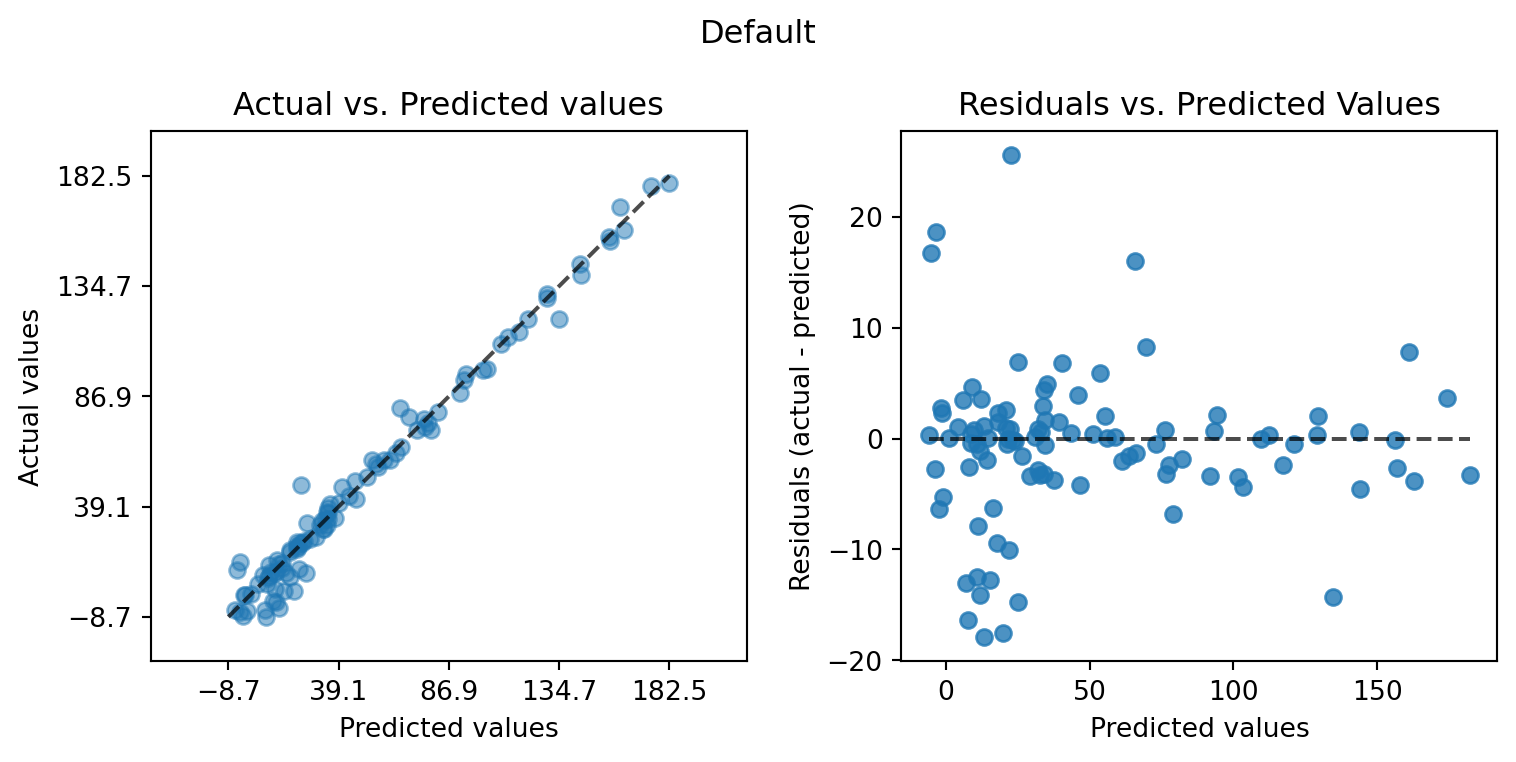 Default
Actual vs. Predicted values
Actual values
182.5
134.7
86.9
39.1
−8.7
−8.7 39.1 86.9 134.7 182.5
Predicted values
Residuals vs. Predicted Values
Residuals (actual - predicted)
20
10
0
−10
−20
0 50 100 150
Predicted values